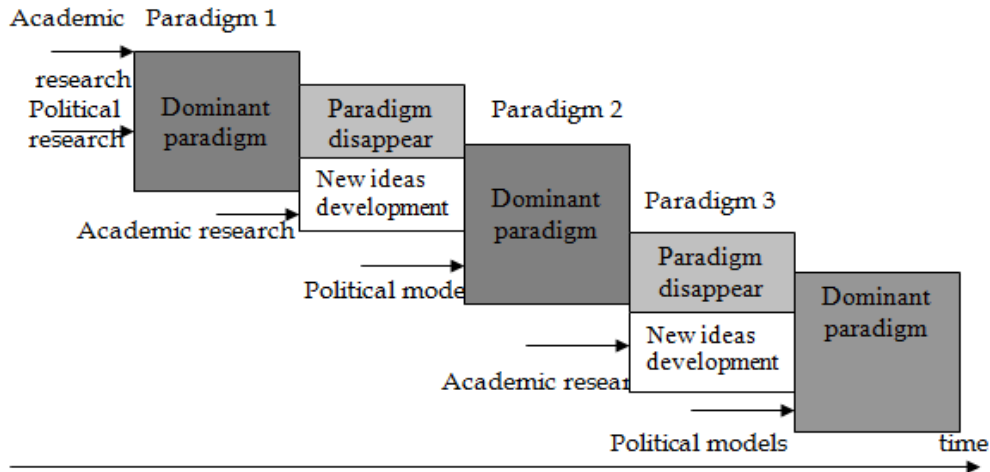 Academic
Paradigm 1
research
Political
research
Dominant
paradigm
Paradigm
disappear
New ideas
development
Academic research
Paradigm 2
Dominant
paradigm
Political mode
Paradigm 3
Paradigm
disappear
New ideas
development
Academic resear
Dominant
paradigm
Political models
time